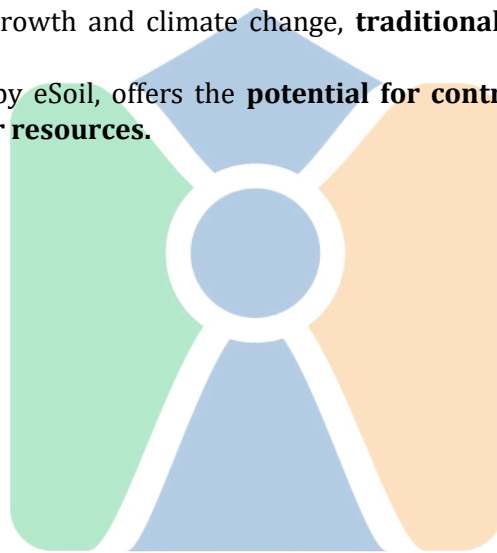 rowth and climate change, traditional
by eSoil, offers the potential for contr
r resources.